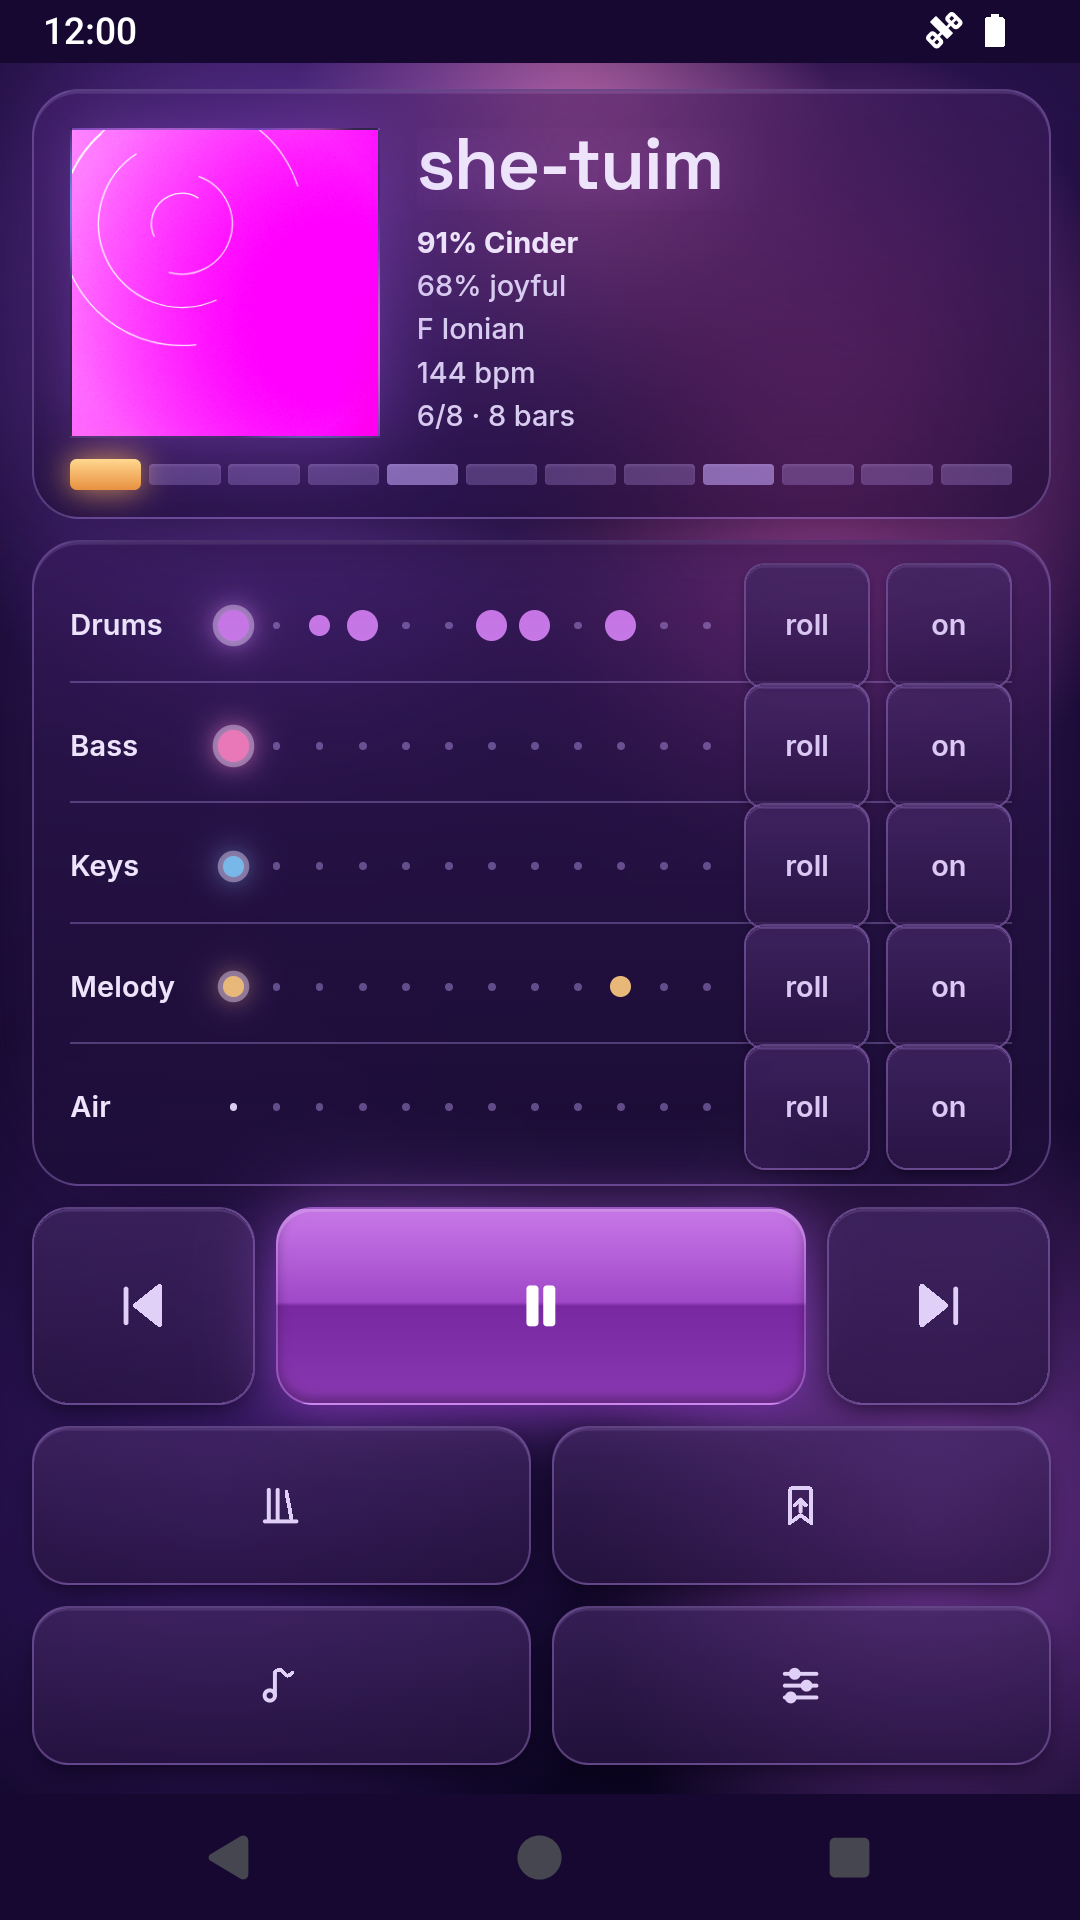 12:00
she-tuim
91% Cinder
68% joyful
F Ionian
144 bpm
6/8 · 8 bars
Drums roll on
Bass roll on
Keys roll on
Melody roll on
Air roll on